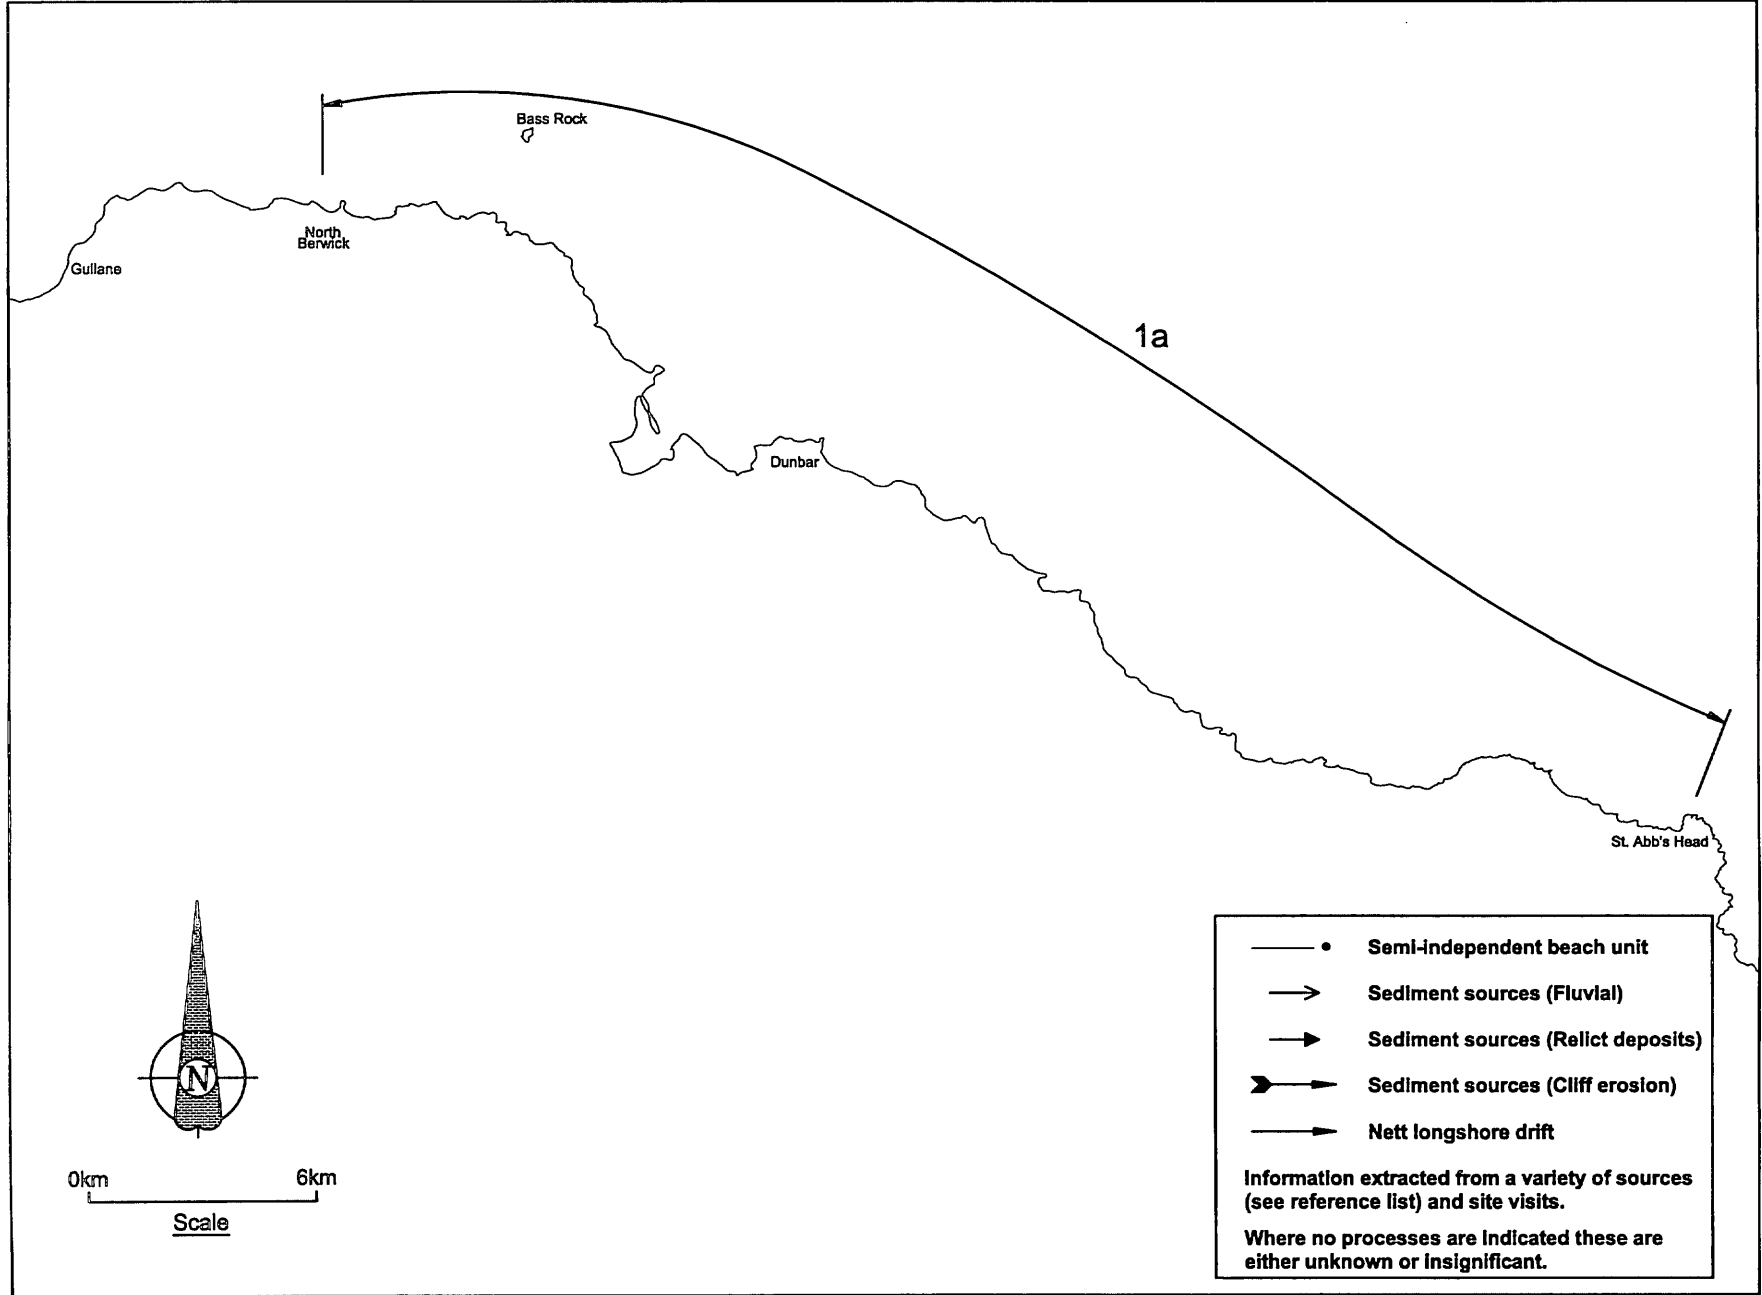 Bass Rock
North
Berwick
Gullane
1a
Dunbar
St. Abb's Head
Semi-independent beach unit
Sediment sources (Fluvial)
Sediment sources (Relict deposits)
Sediment sources (Cliff erosion)
Nett longshore drift
Information extracted from a variety of sources
(see reference list) and site visits.
Where no processes are indicated these are
either unknown or insignificant.
N
0km 6km
Scale